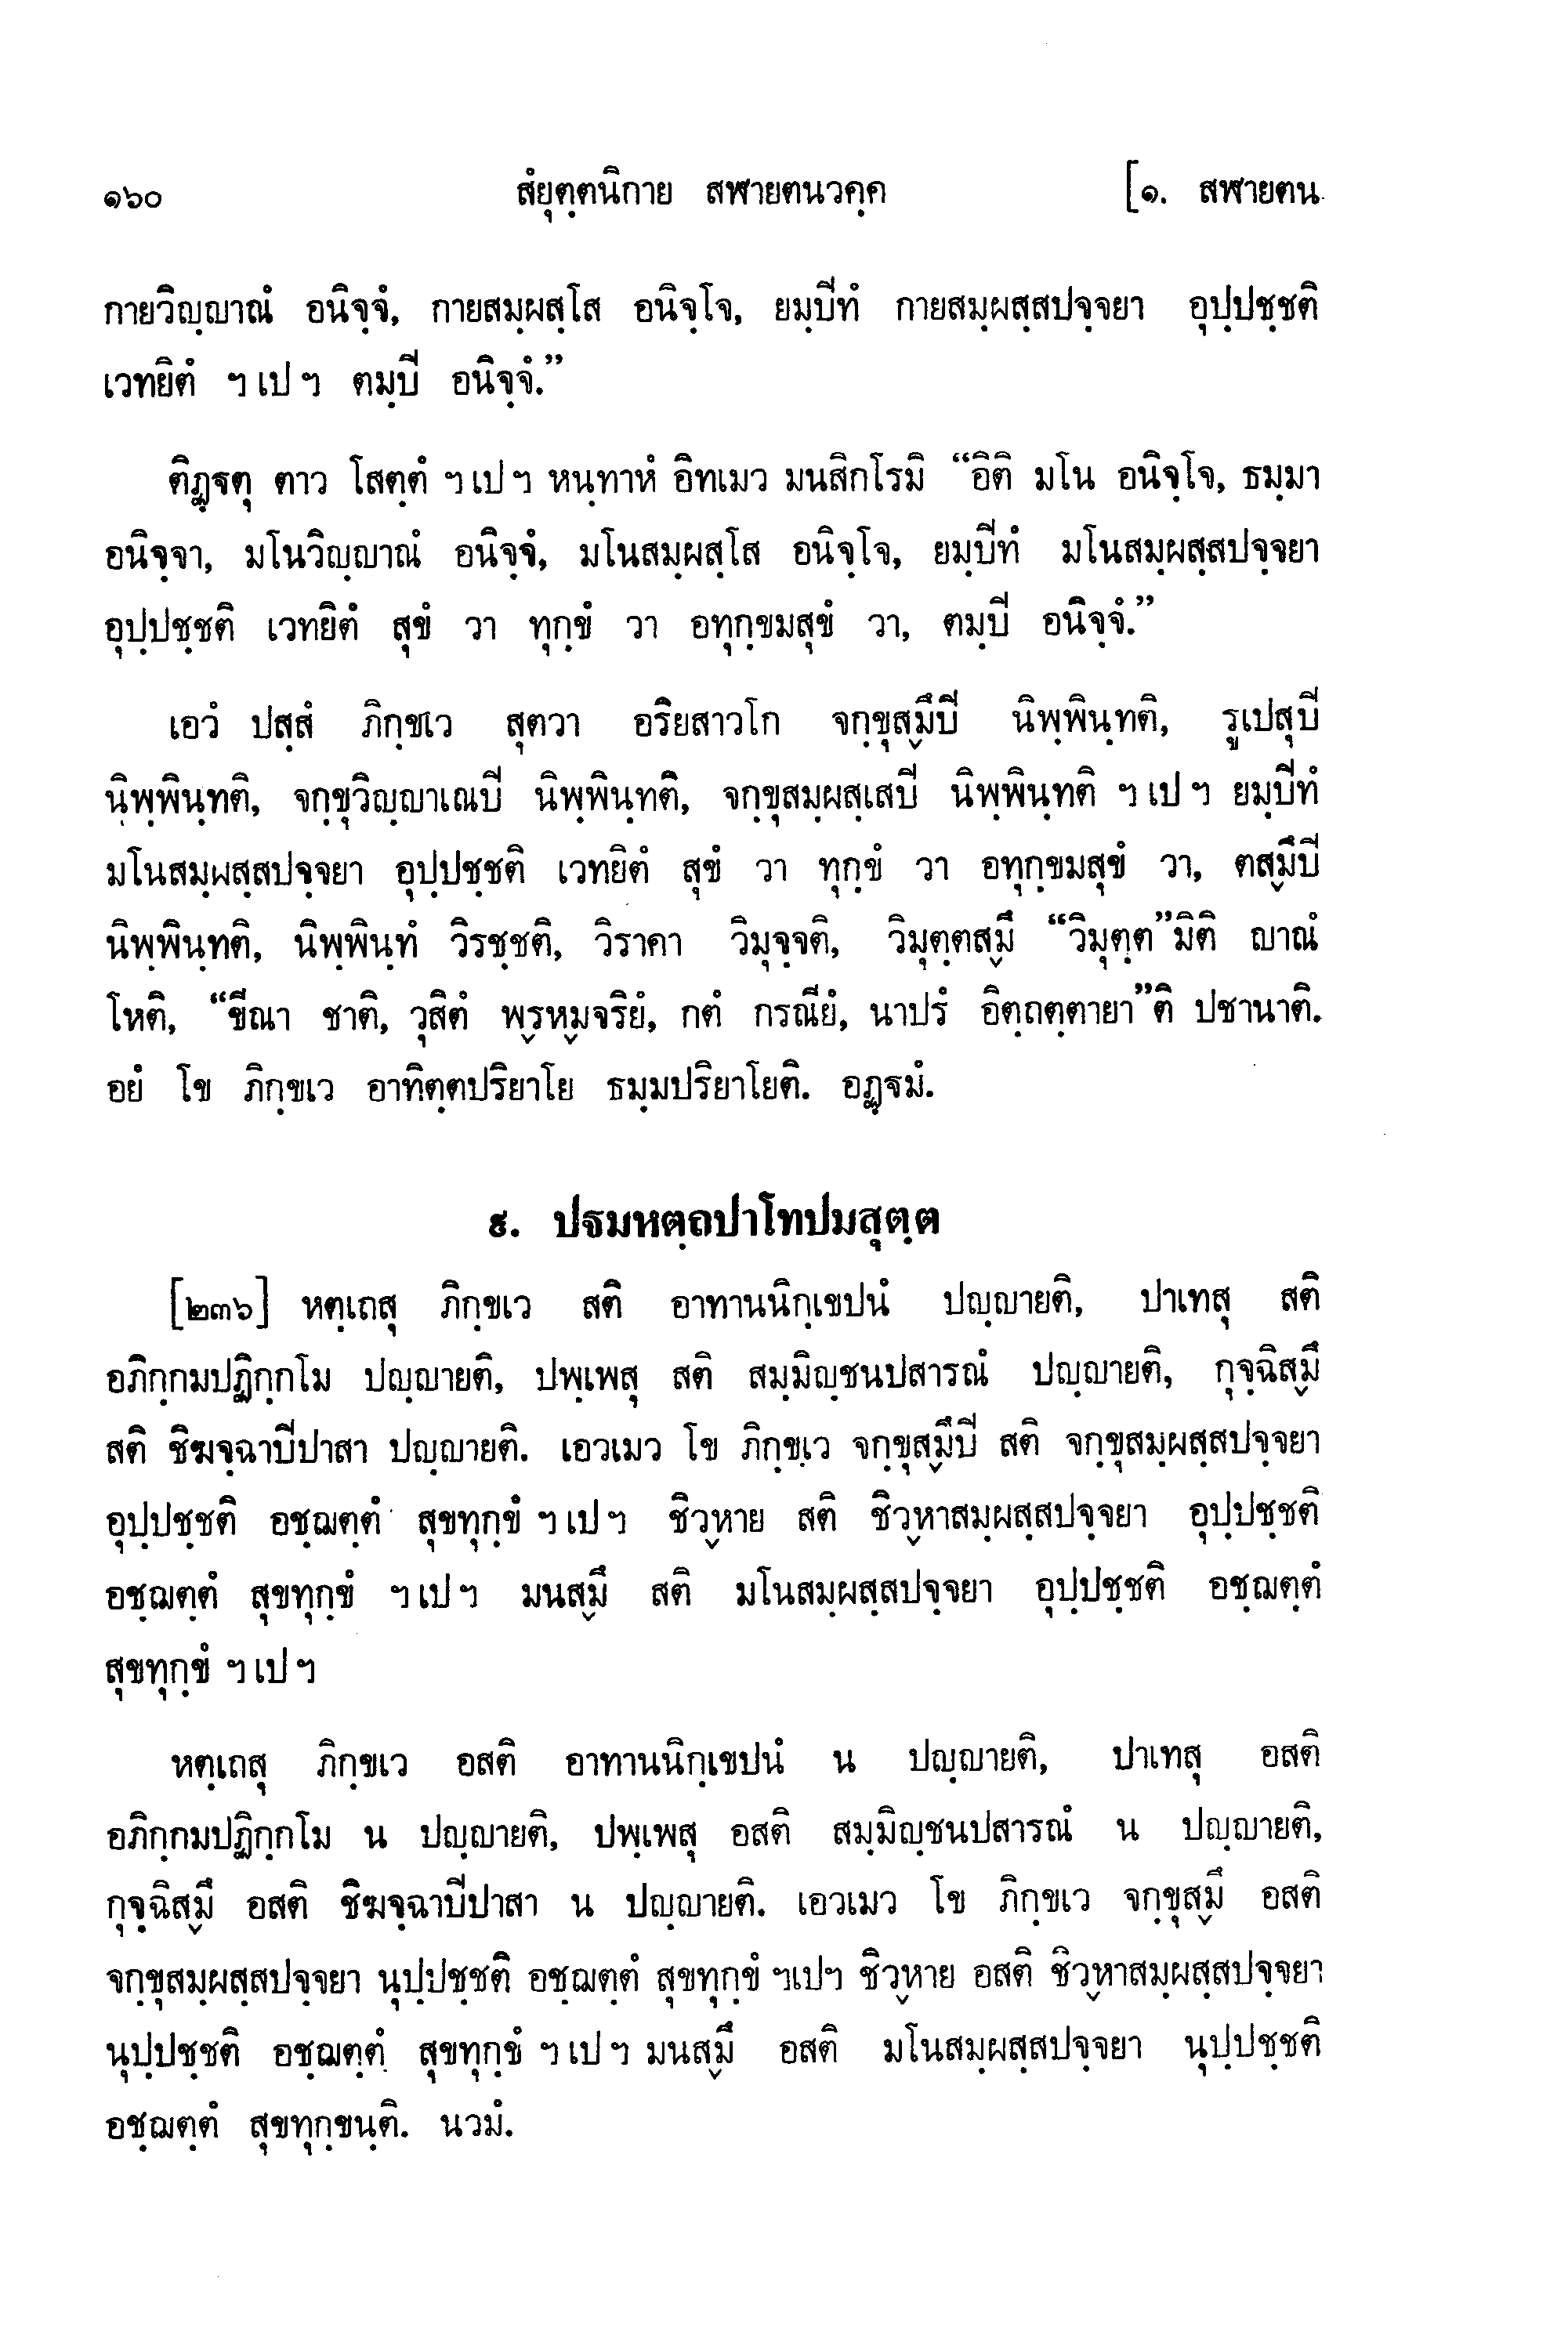 ๑๖๐ สํยุตฺตนิกาย สฬายตนวคฺค [๑. สฬายตน
กายวิญฺญาณํ อนิจฺจํ, กายสมฺผสฺโส อนิจฺโจ, ยมฺปีทํ กายสมฺผสฺสปจฺจยา อุปฺปชฺชติ
เวทยิตํ ฯ เป ฯ ตมฺปี อนิจฺจํ.”
ติฏฺฐตุ ตาว โสตฺตํ ฯ เป ฯ หนฺทาหํ อิทเมว มนสิกโรมิ “อิติ มโน อนิจฺโจ, ธมฺมา
อนิจฺจา, มโนวิญฺญาณํ อนิจฺจํ, มโนสมฺผสฺโส อนิจฺโจ, ยมฺปีทํ มโนสมฺผสฺสปจฺจยา
อุปฺปชฺชติ เวทยิตํ สุขํ วา ทุกฺขํ วา อทุกฺขมสุขํ วา, ตมฺปี อนิจฺจํ.”
เอวํ ปสฺสํ ภิกฺขเว สุตวา อริยสาวโก จกฺขุสฺมึปี นิพฺพินฺทติ, รูเปสุปี
นิพฺพินฺทติ, จกฺขุวิญฺญาเณปี นิพฺพินฺทติ, จกฺขุสมฺผสฺเสปี นิพฺพินฺทติ ฯ เป ฯ ยมฺปีทํ
มโนสมฺผสฺสปจฺจยา อุปฺปชฺชติ เวทยิตํ สุขํ วา ทุกฺขํ วา อทุกฺขมสุขํ วา, ตสฺมึปี
นิพฺพินฺทติ, นิพฺพินฺทํ วิรชฺชติ, วิราคา วิมุจฺจติ, วิมุตฺตสฺมึ “วิมุตฺต”มิติ ญาณํ
โหติ, “ขีณา ชาติ, วุสิตํ พฺรหฺมจริยํ, กตํ กรณียํ, นาปรํ อิตฺถตฺตายา”ติ ปชานาติ.
อยํ โข ภิกฺขเว อาทิตฺตปริยาโย ธมฺมปริยาโยติ. อฏฺฐมํ.
๙. ปฐมหตฺถปาโทปมสุตฺต
[๒๓๖] หตฺเถสุ ภิกฺขเว สติ อาทานนิกฺเขปนํ ปญฺญายติ, ปาเทสุ สติ
อภิกฺกมปฏิกฺกโม ปญฺญายติ, ปพฺเพสุ สติ สมฺมิญฺชนปสารณํ ปญฺญายติ, กุจฺฉิสฺมึ
สติ ชิฆจฺฉาปีปาสา ปญฺญายติ. เอวเมว โข ภิกฺขเว จกฺขุสฺมึปี สติ จกฺขุสมฺผสฺสปจฺจยา
อุปฺปชฺชติ อชฺฌตฺตํ สุขทุกฺขํ ฯ เป ฯ ชิวฺหาย สติ ชิวฺหาสมฺผสฺสปจฺจยา อุปฺปชฺชติ
อชฺฌตฺตํ สุขทุกฺขํ ฯ เป ฯ มนสฺมึ สติ มโนสมฺผสฺสปจฺจยา อุปฺปชฺชติ อชฺฌตฺตํ
สุขทุกฺขํ ฯ เป ฯ
หตฺเถสุ ภิกฺขเว อสติ อาทานนิกฺเขปนํ น ปญฺญายติ, ปาเทสุ อสติ
อภิกฺกมปฏิกฺกโม น ปญฺญายติ, ปพฺเพสุ อสติ สมฺมิญฺชนปสารณํ น ปญฺญายติ,
กุจฺฉิสฺมึ อสติ ชิฆจฺฉาปีปาสา น ปญฺญายติ. เอวเมว โข ภิกฺขเว จกฺขุสฺมึ อสติ
จกฺขุสมฺผสฺสปจฺจยา นุปฺปชฺชติ อชฺฌตฺตํ สุขทุกฺขํ ฯเปฯ ชิวฺหาย อสติ ชิวฺหาสมฺผสฺสปจฺจยา
นุปฺปชฺชติ อชฺฌตฺตํ สุขทุกฺขํ ฯ เป ฯ มนสฺมึ อสติ มโนสมฺผสฺสปจฺจยา นุปฺปชฺชติ
อชฺฌตฺตํ สุขทุกฺขนฺติ. นวมํ.